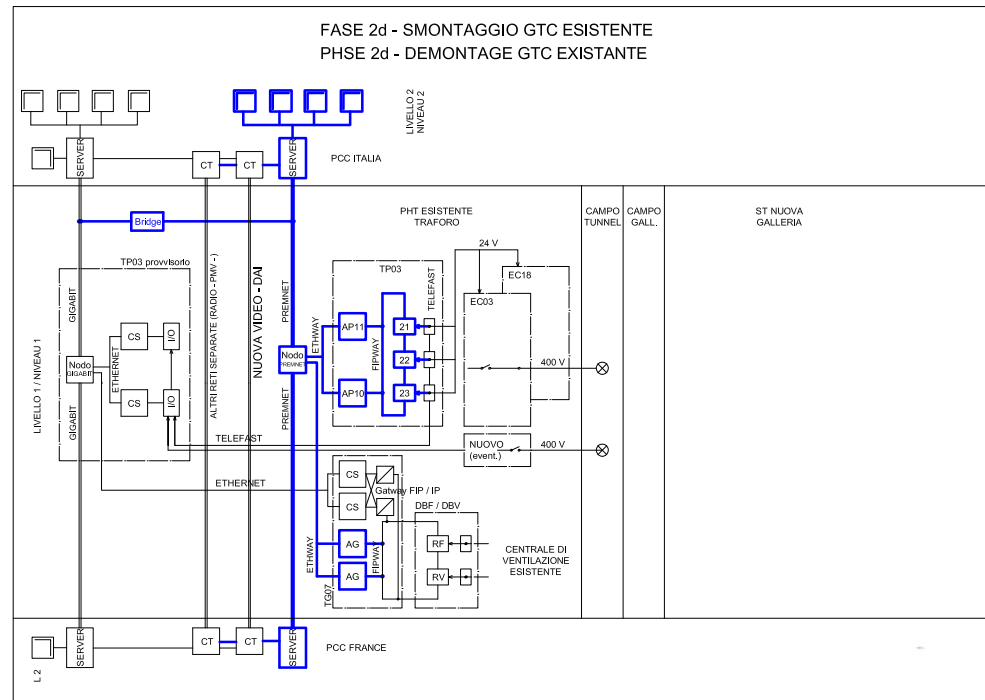 FASE 2d - SMONTAGGIO GTC ESISTENTE
PHSE 2d - DEMONTAGE GTC EXISTANTE
LIVELLO 2
NIVEAU 2
SERVER
CT
CT
SERVER
PCC ITALIA
Bridge
PHT ESISTENTE
TRAFORO
CAMPO
TUNNEL
CAMPO
GALL.
ST NUOVA
GALLERIA
LIVELLO 1 / NIVEAU 1
GIGABIT
TP03 provvisorio
Nodo
GIGABIT
ETHERNET
CS
I/O
CS
I/O
GIGABIT
ALTRI RETI SEPARATE (RADIO - PMV - )
NUOVA VIDEO - DAI
PREMNET
Nodo
PREMNET
PREMNET
ETHWAY
TP03
AP11
AP10
FIPWAY
21
22
23
TELEFAST
24 V
EC18
EC03
400 V
TELEFAST
NUOVO
(event.)
400 V
ETHERNET
CS
CS
Gatway FIP / IP
ETHWAY
AG
AG
FIPWAY
TG07
DBF / DBV
RF
RV
CENTRALE DI
VENTILAZIONE
ESISTENTE
L 2
SERVER
CT
CT
SERVER
PCC FRANCE